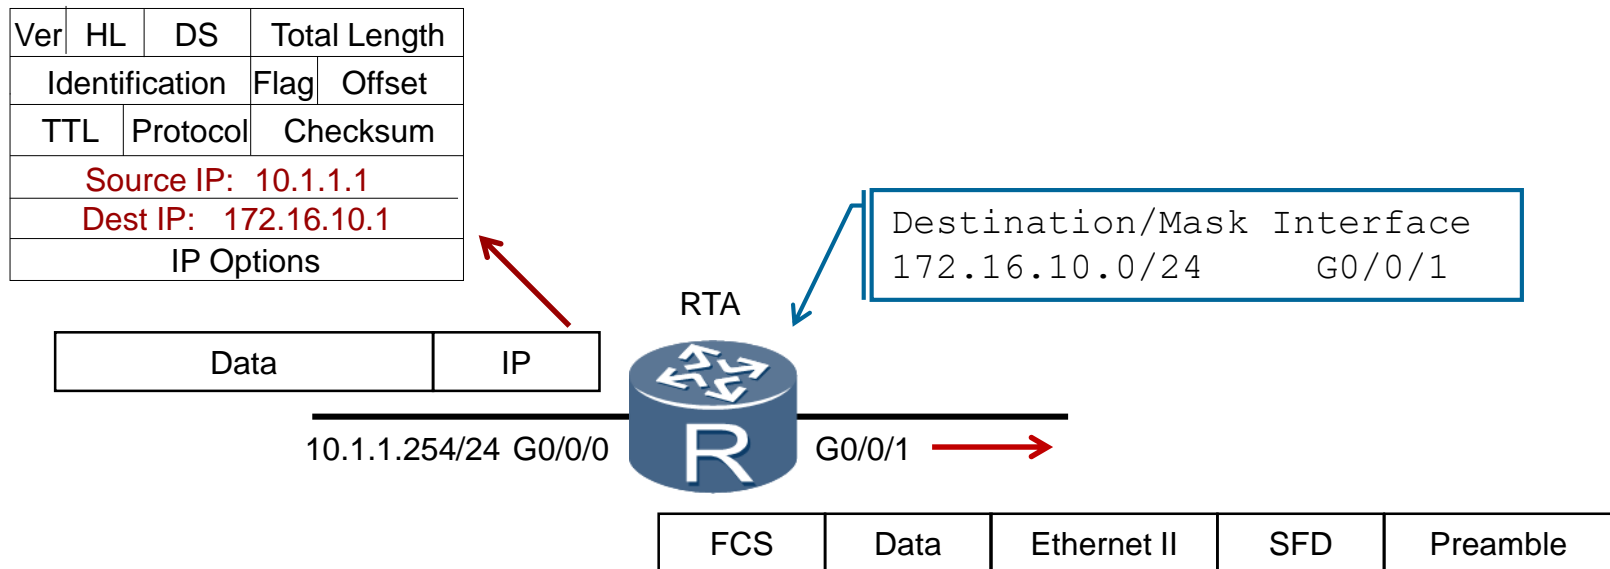 Ver HL DS Total Length
Identification Flag Offset
TTL Protocol Checksum
Source IP: 10.1.1.1
Dest IP: 172.16.10.1
IP Options
Destination/Mask Interface
172.16.10.0/24 G0/0/1
RTA
Data IP
R
10.1.1.254/24 G0/0/0 G0/0/1
FCS Data Ethernet II SFD Preamble